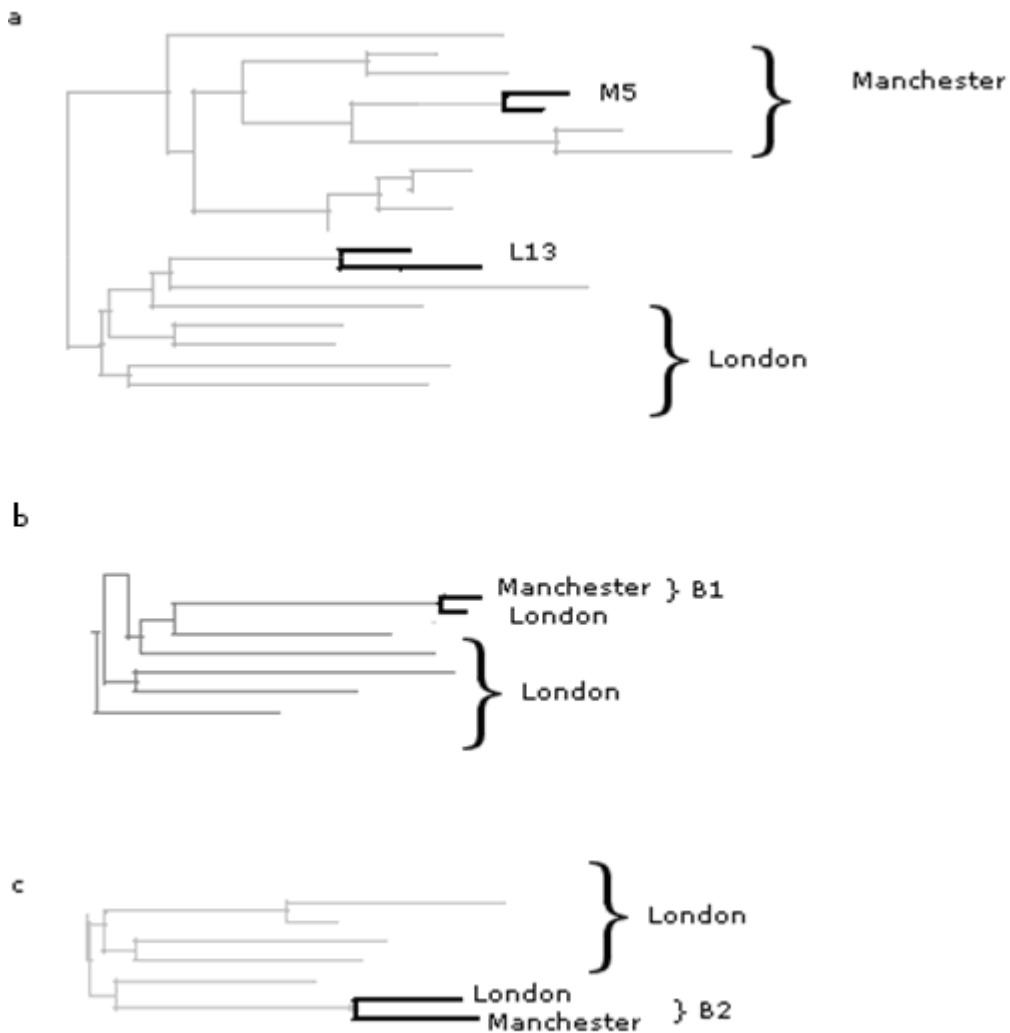 a
Manchester
M5
L13
London
b
Manchester } B1
London
London
c
London
London
Manchester } B2